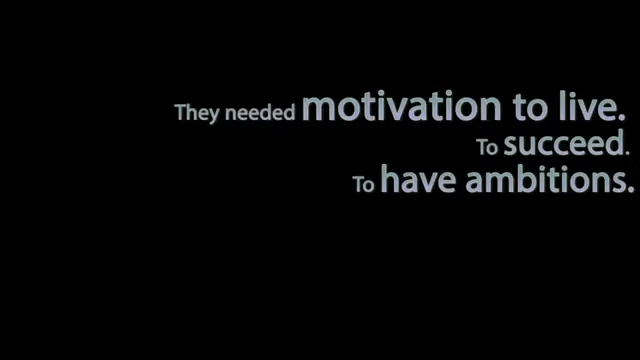 They needed motivation to live.
To succeed.
To have ambitions.